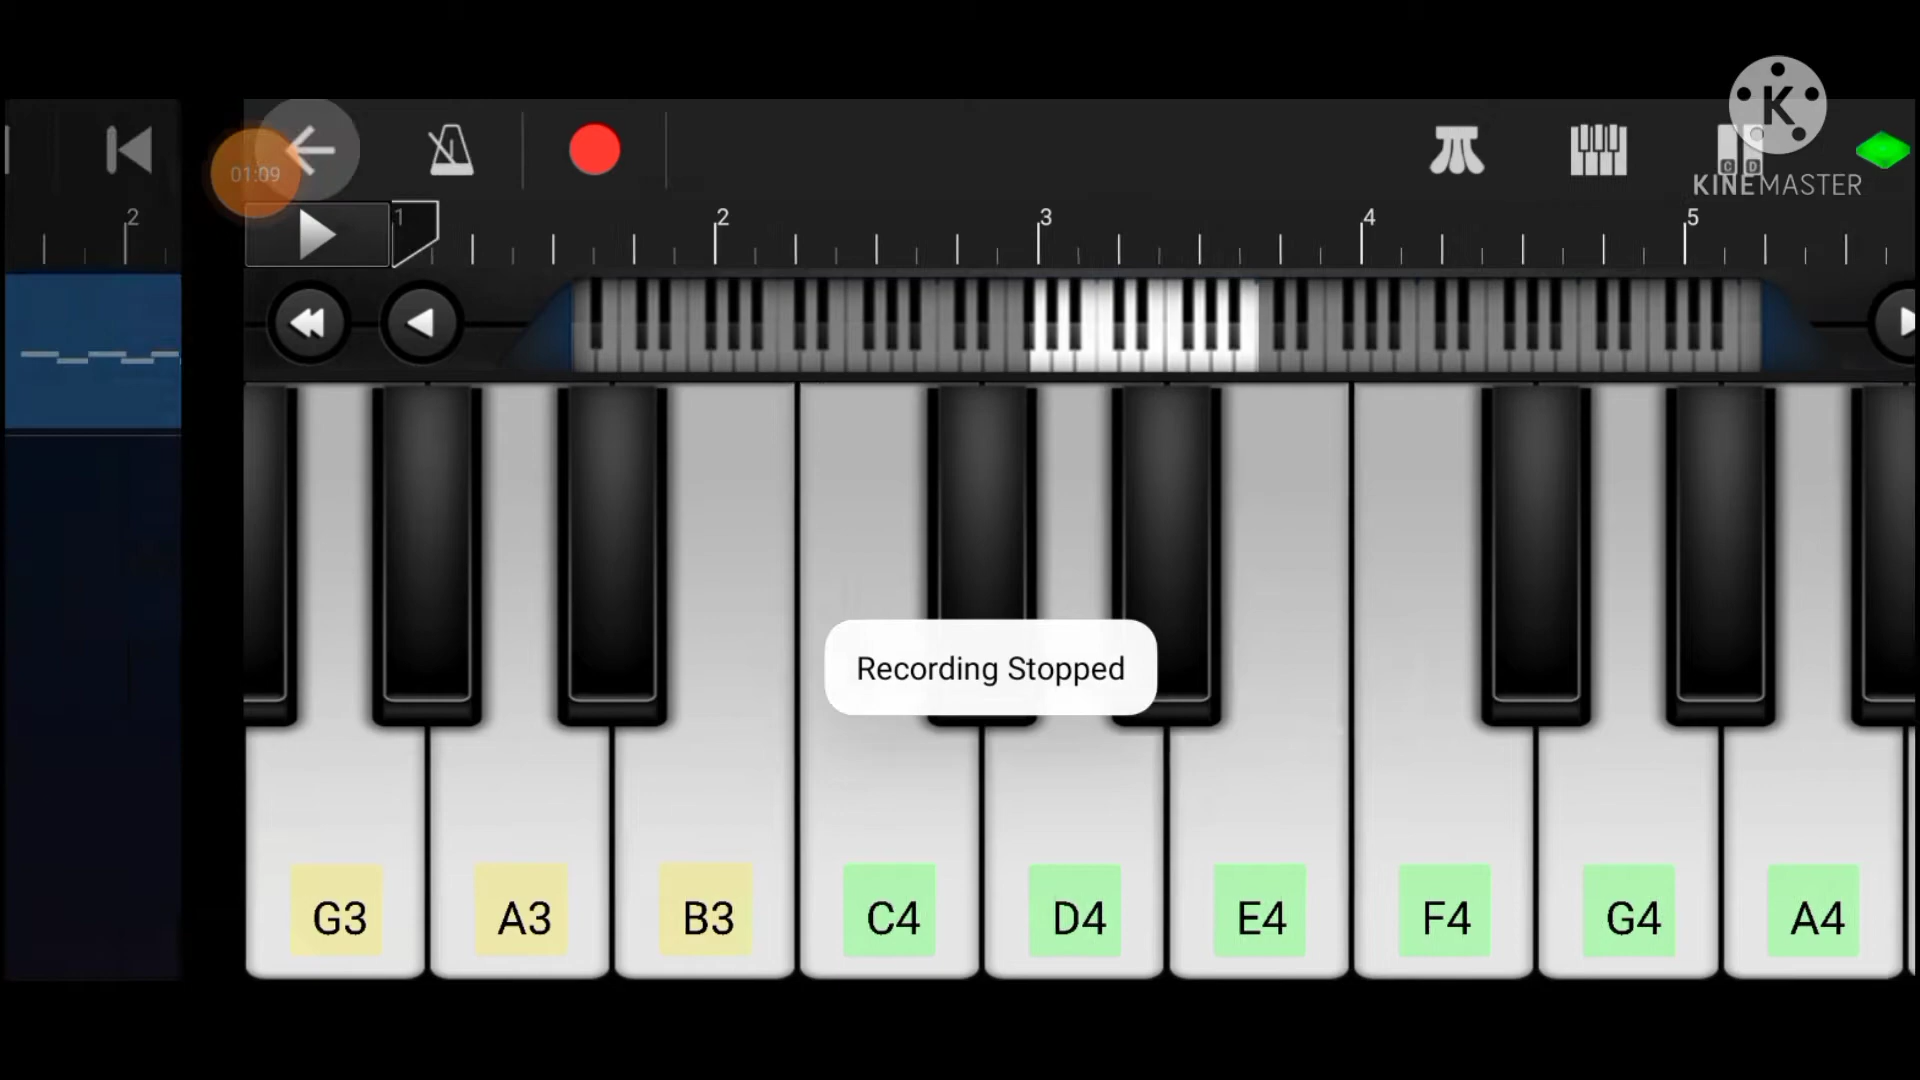 K
01:09
C D
KINEMASTER
2 1 2 3 4 5
Recording Stopped
G3 A3 B3 C4 D4 E4 F4 G4 A4